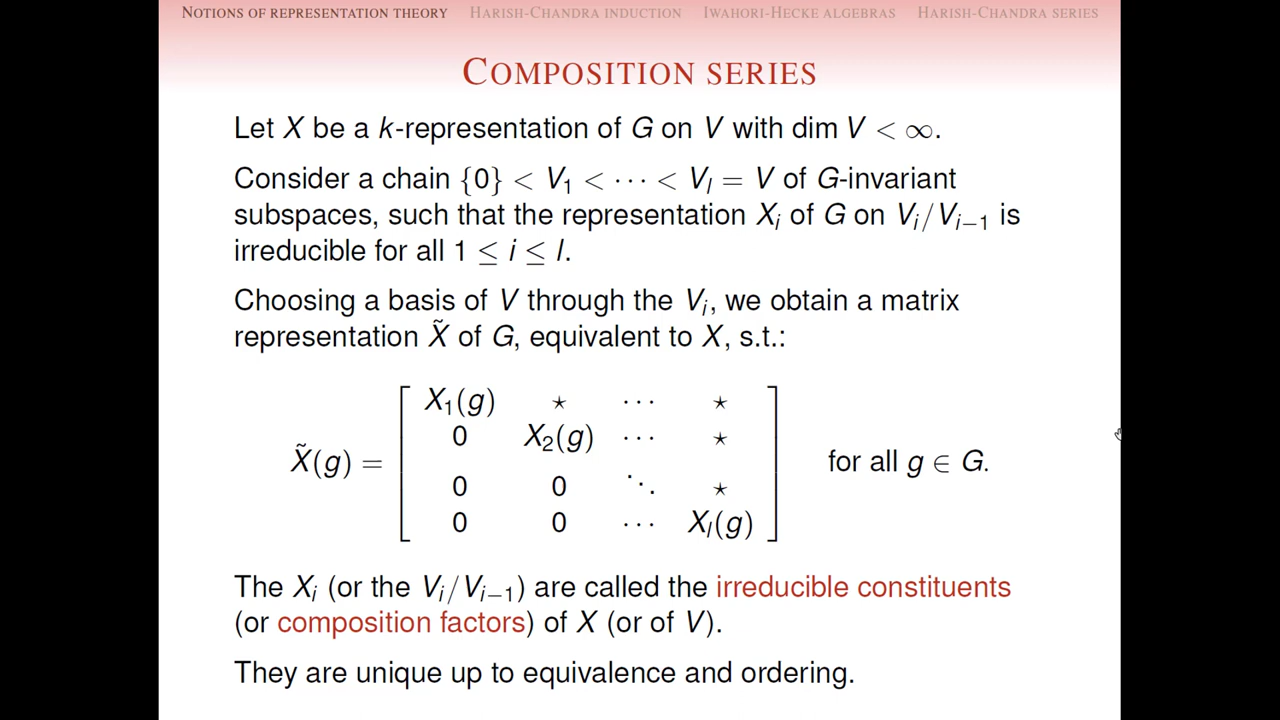 NOTIONS OF REPRESENTATION THEORY HARISH-CHANDRA INDUCTION IWAHORI-HECKE ALGEBRAS HARISH-CHANDRA SERIES
COMPOSITION SERIES
Let X be a k-representation of G on V with dim V < ∞.
Consider a chain {0} < V₁ < ⋯ < Vₗ = V of G-invariant
subspaces, such that the representation Xᵢ of G on Vᵢ/Vᵢ₋₁ is
irreducible for all 1 ≤ i ≤ l.
Choosing a basis of V through the Vᵢ, we obtain a matrix
representation X̃ of G, equivalent to X, s.t.:
X₁(g) ⋆ ⋯ ⋆
0 X₂(g) ⋯ ⋆
X̃(g) = for all g ∈ G.
0 0 ⋱ ⋆
0 0 ⋯ Xₗ(g)
The Xᵢ (or the Vᵢ/Vᵢ₋₁) are called the irreducible constituents
(or composition factors) of X (or of V).
They are unique up to equivalence and ordering.